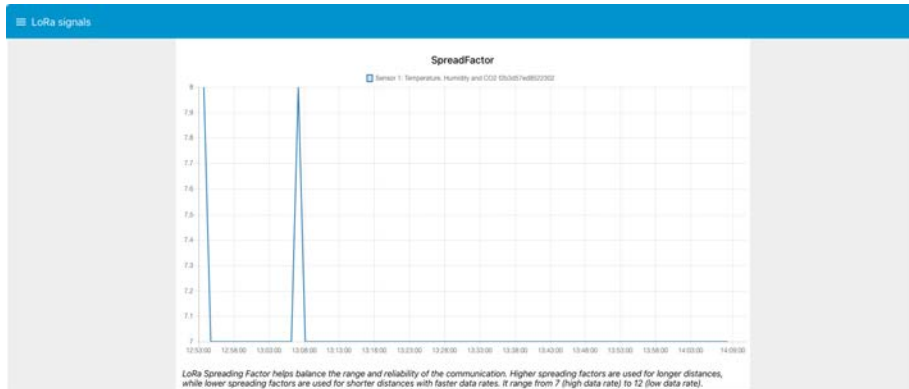 LoRa signals
SpreadFactor
Sensor 1: Temperature, Humidity and CO2
8
7.9
7.8
7.7
7.6
7.5
7.4
7.3
7.2
7.1
7
12:53:00 12:58:00 13:03:00 13:08:00 13:13:00 13:18:00 13:23:00 13:28:00 13:33:00 13:38:00 13:43:00 13:48:00 13:53:00 13:58:00 14:03:00 14:09:00
LoRa Spreading Factor helps balance the range and reliability of the communication. Higher spreading factors are used for longer distances,
while lower spreading factors are used for shorter distances with faster data rates. It range from 7 (high data rate) to 12 (low data rate).